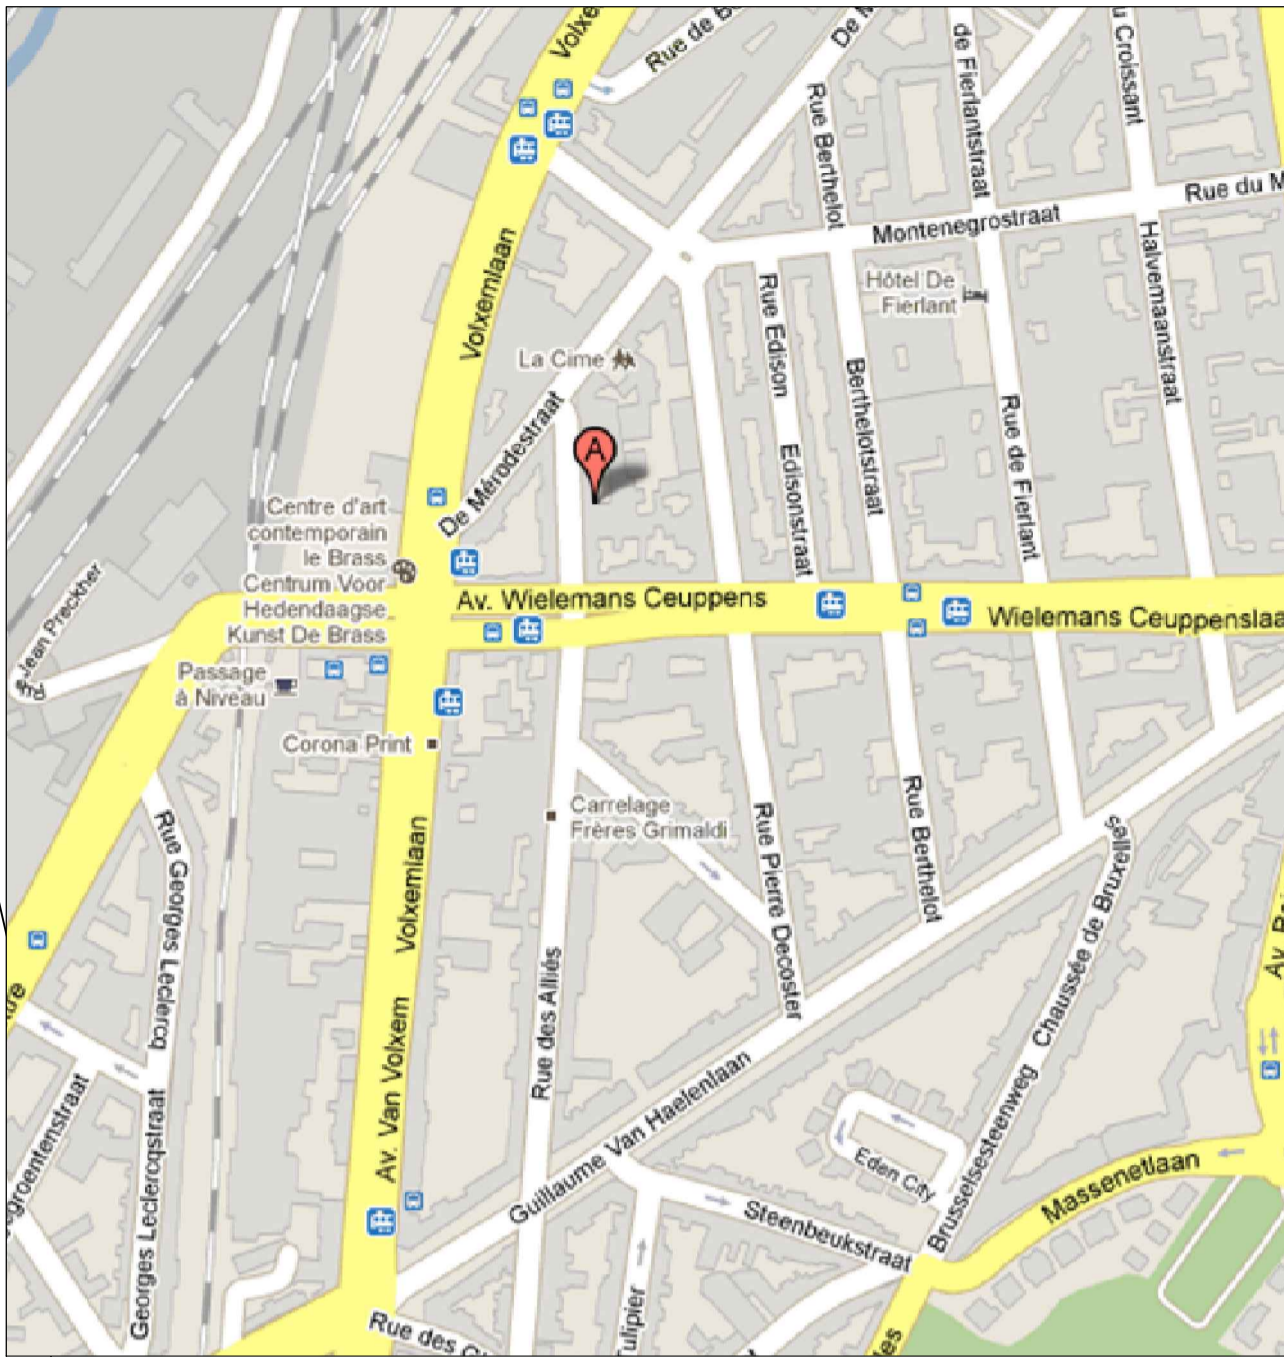 Rue de
De M
de Fierlantstraat
u Croissant
Rue Berthelot
Rue du M
Montenegrostraat
Halvemaanstraat
Volxemlaan
Rue Edison
Hôtel De
Fierlant
La Cime
Berthelotstraat
Rue de Fierlant
De Mérodestraat
A
Edisonstraat
Centre d'art
contemporain
le Brass
Centrum Voor
Hedendaagse
Kunst De Brass
Av. Wielemans Ceuppens
Wielemans Ceuppenslaa
Jean Preckher
Passage
à Niveau
Corona Print
Carrelage
Frères Grimaldi
Rue Georges Leclercq
Volxemlaan
Rue Pierre Decoster
Rue Berthelot
Chaussée de Bruxelles
Rue des Alliés
Av. Van Volxem
Guillaume Van Haelenlaan
Eden City
Brusselsesteenweg
Massenetlaan
Steenbeukstraat
groentenstraat
Georges Leclercqstraat
Rue des
Tulipier